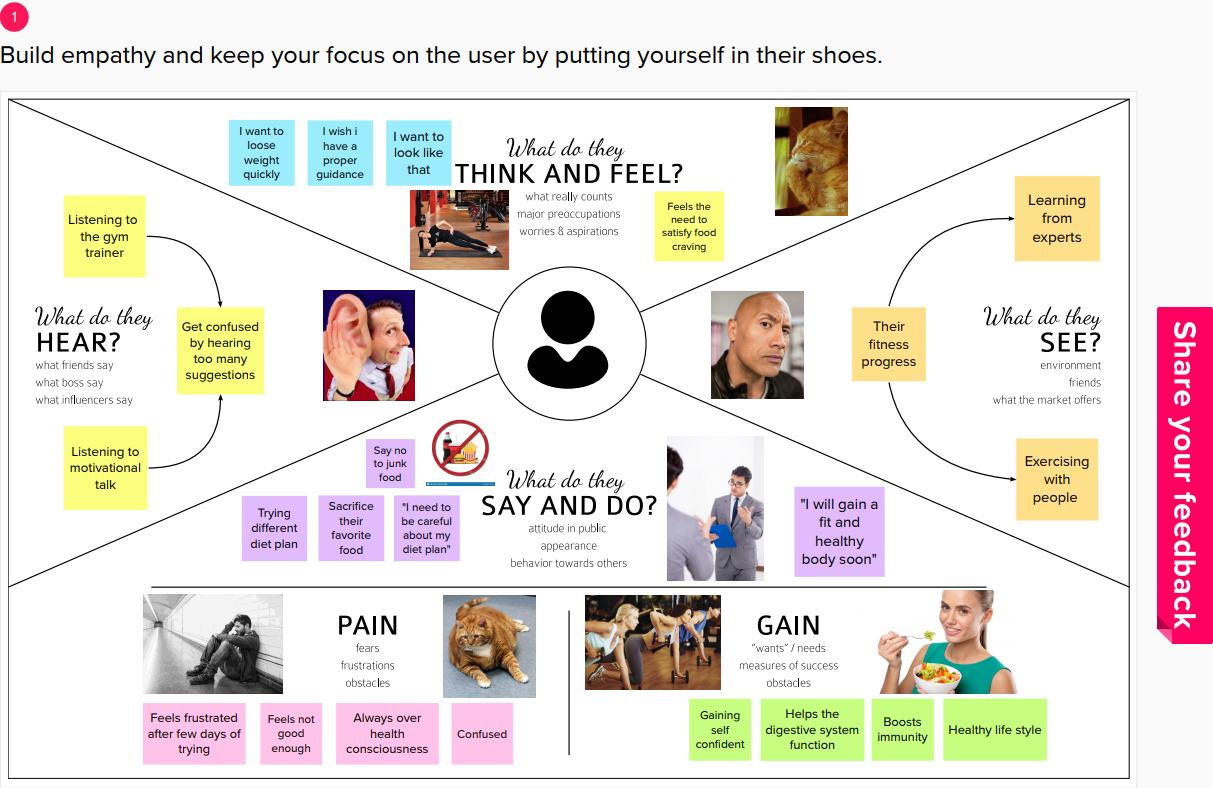 1
Build empathy and keep your focus on the user by putting yourself in their shoes.
I want to
loose
weight
quickly
I wish i
have a
proper
guidance
I want to
look like
that
What do they
THINK AND FEEL?
what really counts
major preoccupations
worries & aspirations
Feels the
need to
satisfy food
craving
Listening to
the gym
trainer
What do they
HEAR?
what friends say
what boss say
what influencers say
Get confused
by hearing
too many
suggestions
Listening to
motivational
talk
Learning
from
experts
Their
fitness
progress
What do they
SEE?
environment
friends
what the market offers
Exercising
with
people
Say no
to junk
food
Trying
different
diet plan
Sacrifice
their
favorite
food
"I need to
be careful
about my
diet plan"
What do they
SAY AND DO?
attitude in public
appearance
behavior towards others
"I will gain a
fit and
healthy
body soon"
PAIN
fears
frustrations
obstacles
Feels frustrated
after few days of
trying
Feels not
good
enough
Always over
health
consciousness
Confused
GAIN
“wants” / needs
measures of success
obstacles
Gaining
self
confident
Helps the
digestive system
function
Boosts
immunity
Healthy life style
Share your feedback